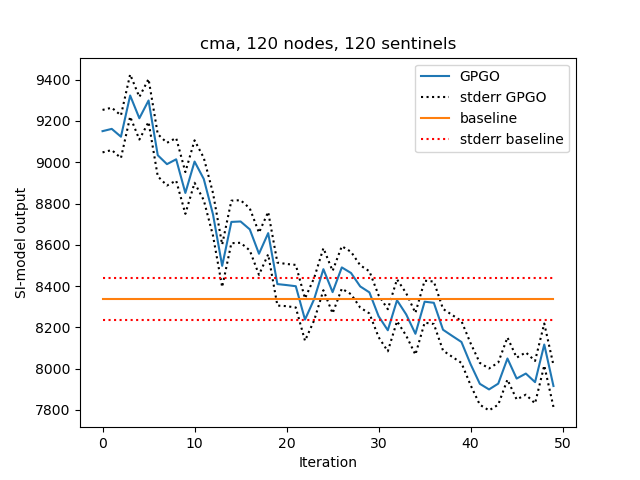 cma, 120 nodes, 120 sentinels
GPGO
stderr GPGO
baseline
stderr baseline
SI-model output
9400
9200
9000
8800
8600
8400
8200
8000
7800
0 10 20 30 40 50
Iteration